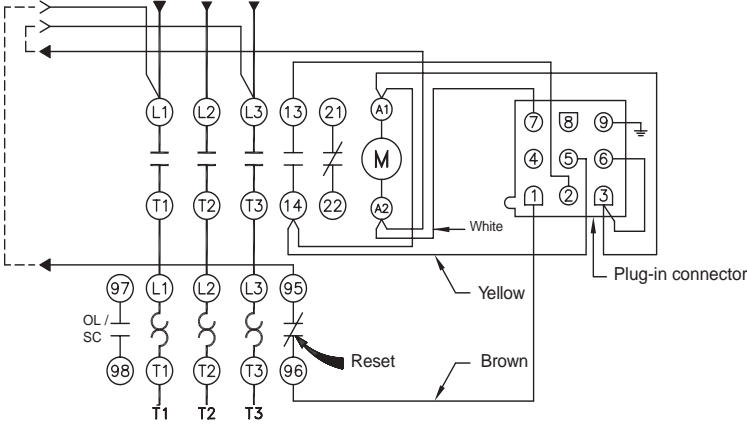 L1 L2 L3 13 21 A1
7 8 9
M
4 5 6
T1 T2 T3 14 22 A2
1 2 3
White
Plug-in connector
97 L1 L2 L3 95
Yellow
OL /
SC
Reset
Brown
98 T1 T2 T3 96
T1 T2 T3